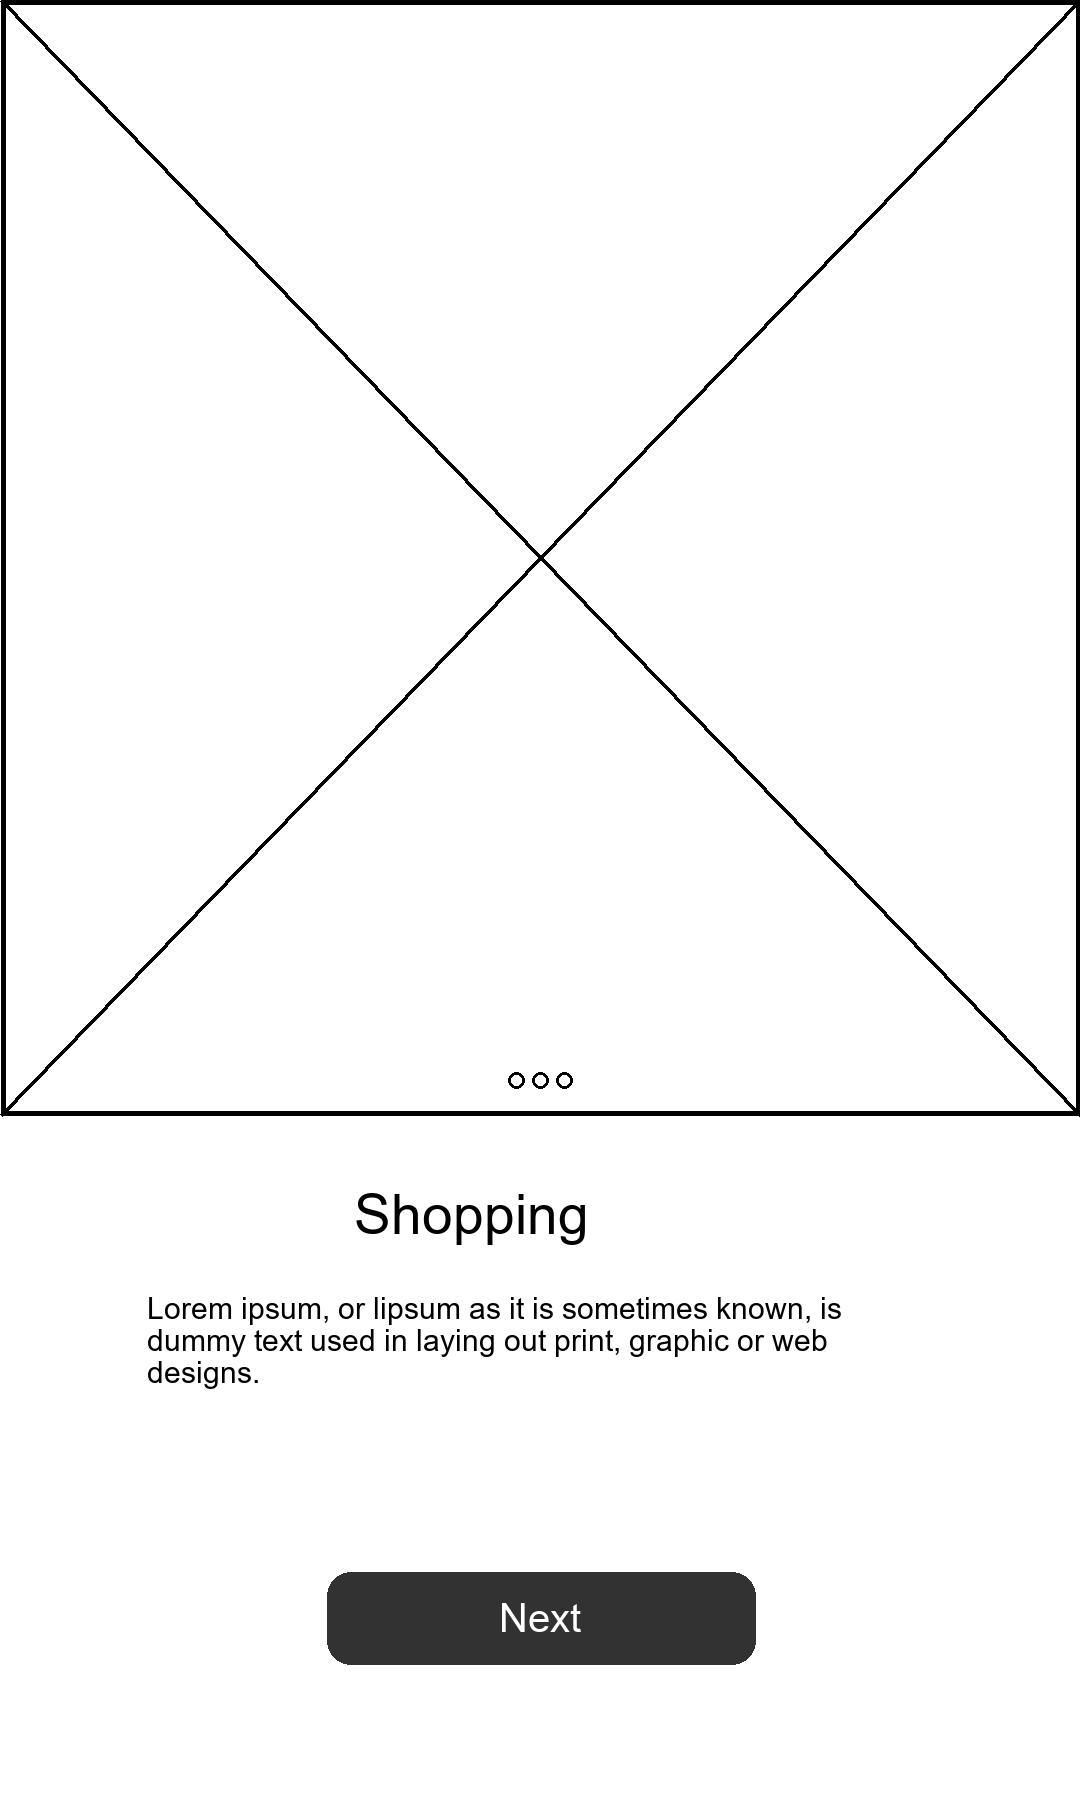 Shopping
Lorem ipsum, or lipsum as it is sometimes known, is
dummy text used in laying out print, graphic or web
designs.
Next